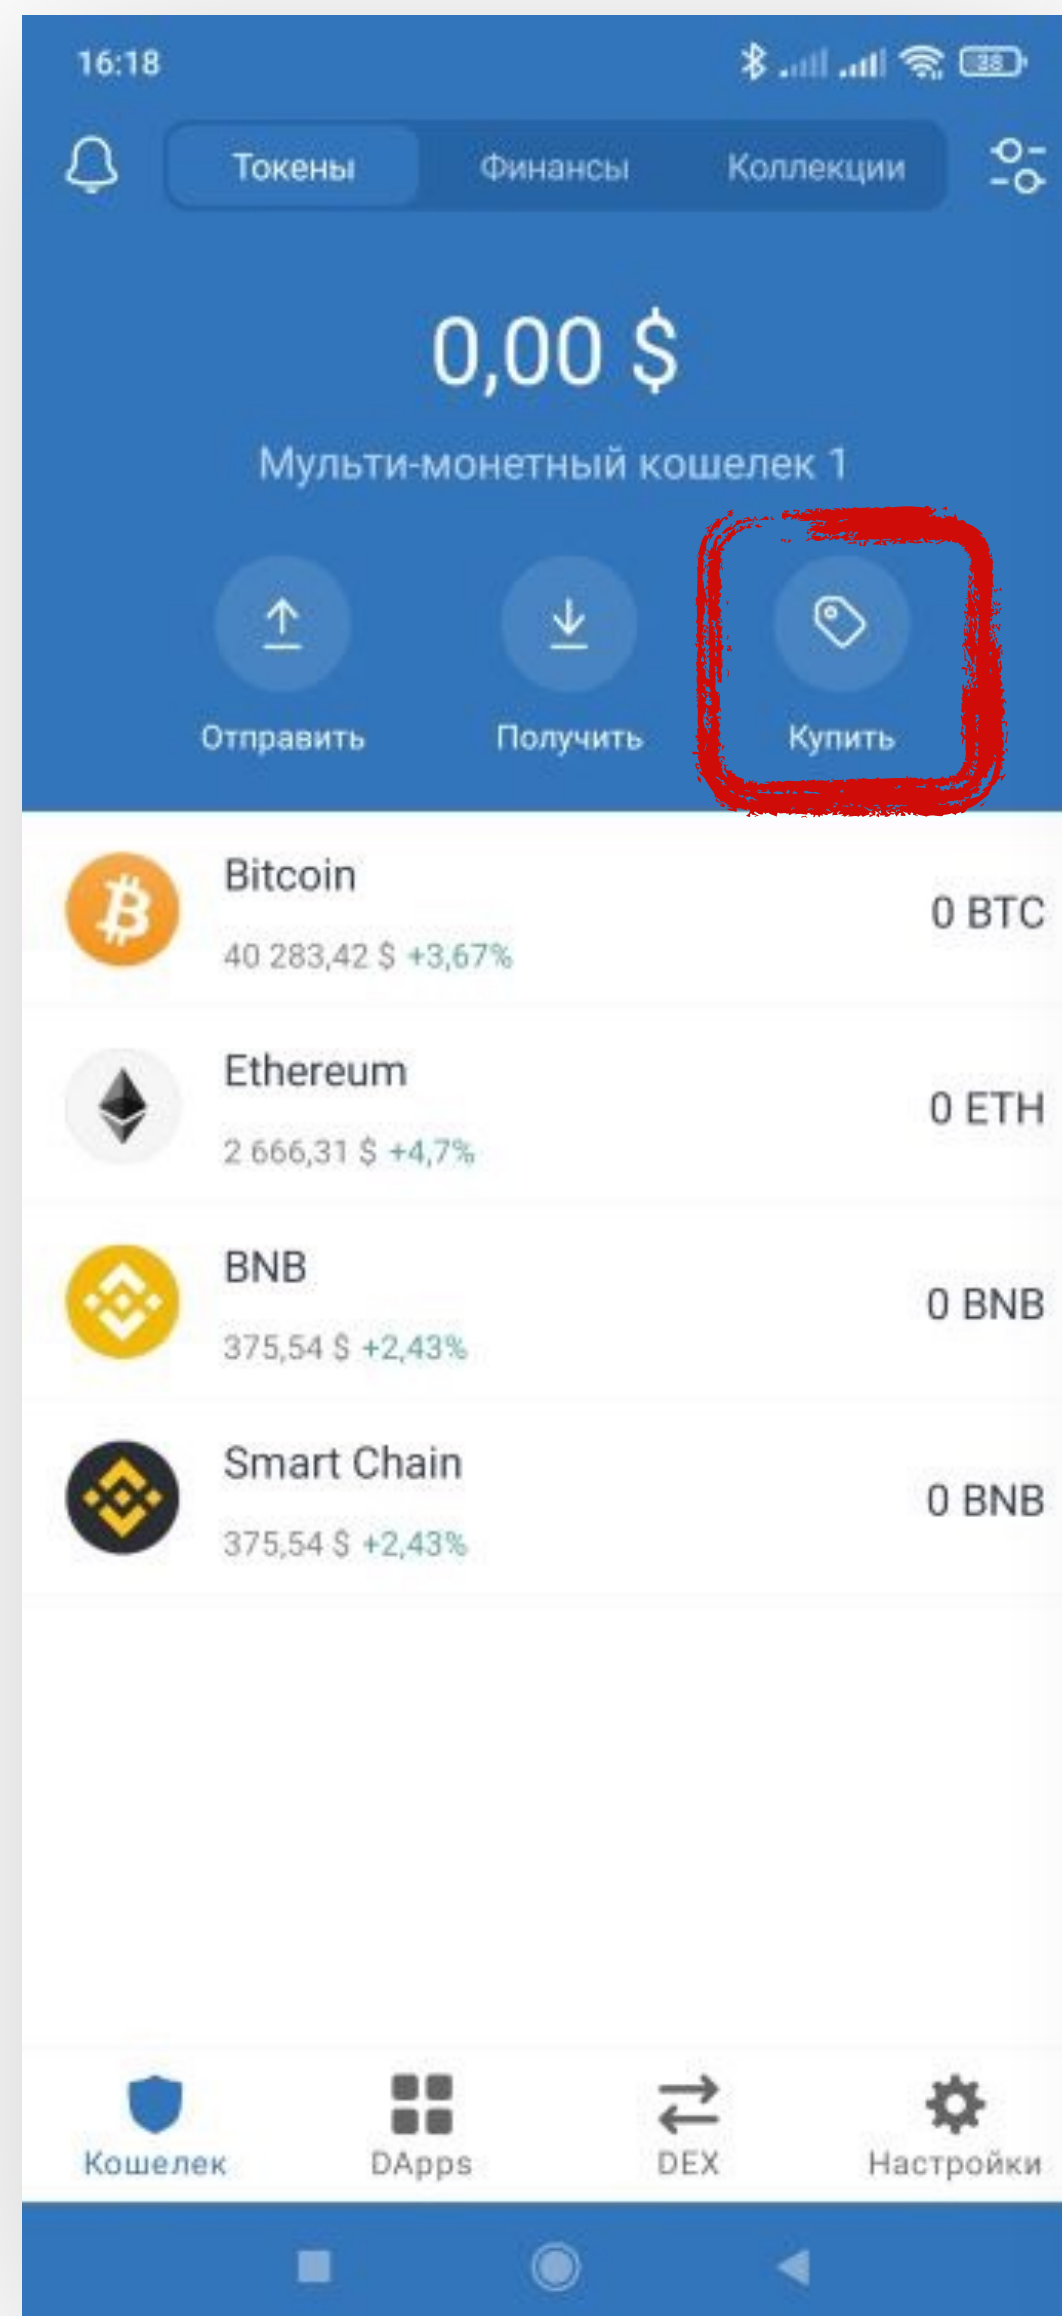 16:18
38
Токены Финансы Коллекции
0,00 $
Мульти-монетный кошелек 1
Отправить Получить Купить
Bitcoin
0 BTC
40 283,42 $ +3,67%
Ethereum
0 ETH
2 666,31 $ +4,7%
BNB
0 BNB
375,54 $ +2,43%
Smart Chain
0 BNB
375,54 $ +2,43%
Кошелек DApps DEX Настройки